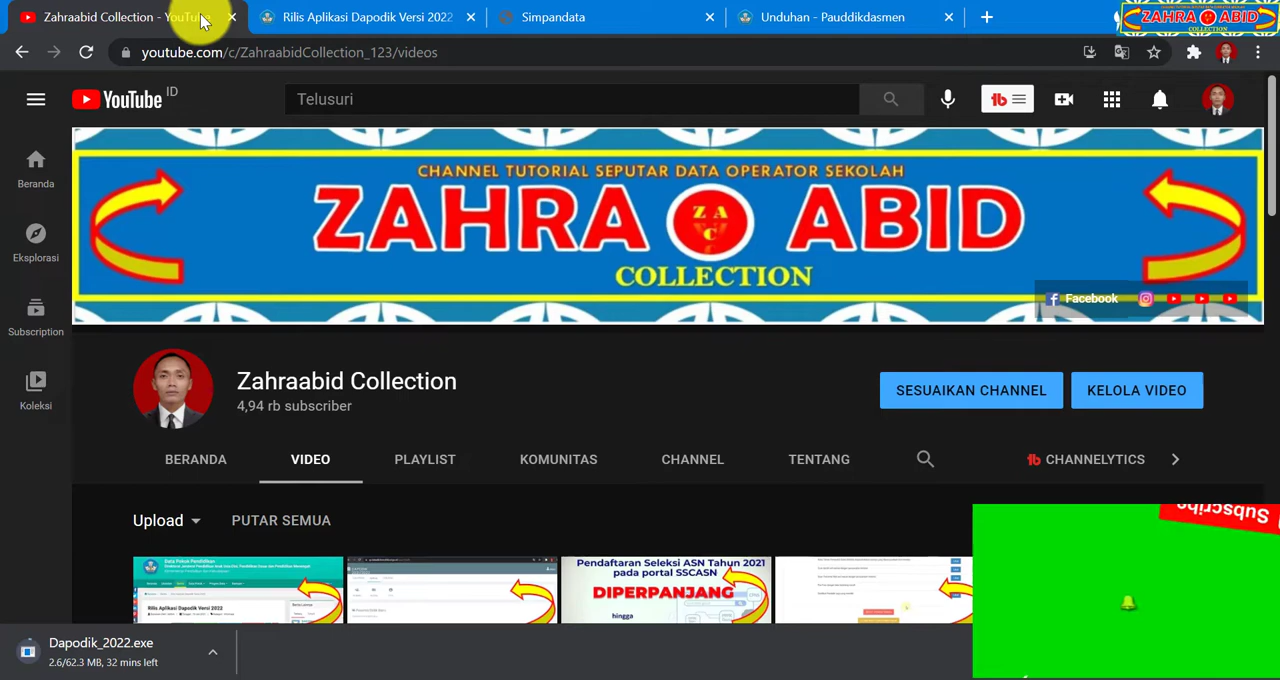 Zahraabid Collection - YouTube
Rilis Aplikasi Dapodik Versi 2022
Simpandata
Unduhan - Pauddikdasmen
ZAHRA ABID
COLLECTION
youtube.com/c/ZahraabidCollection_123/videos
YouTube ID
Telusuri
CHANNEL TUTORIAL SEPUTAR DATA OPERATOR SEKOLAH
ZAHRA ZAC ABID
COLLECTION
Facebook
Beranda
Eksplorasi
Subscription
Koleksi
Zahraabid Collection
4,94 rb subscriber
SESUAIKAN CHANNEL
KELOLA VIDEO
BERANDA
VIDEO
PLAYLIST
KOMUNITAS
CHANNEL
TENTANG
CHANNELYTICS
Upload
PUTAR SEMUA
Subscribe
Data Pokok Pendidikan
Rilis Aplikasi Dapodik Versi 2022
Pendaftaran Seleksi ASN Tahun 2021
pada portal SSCASN
DIPERPANJANG
hingga
Dapodik_2022.exe
2.6/62.3 MB, 32 mins left